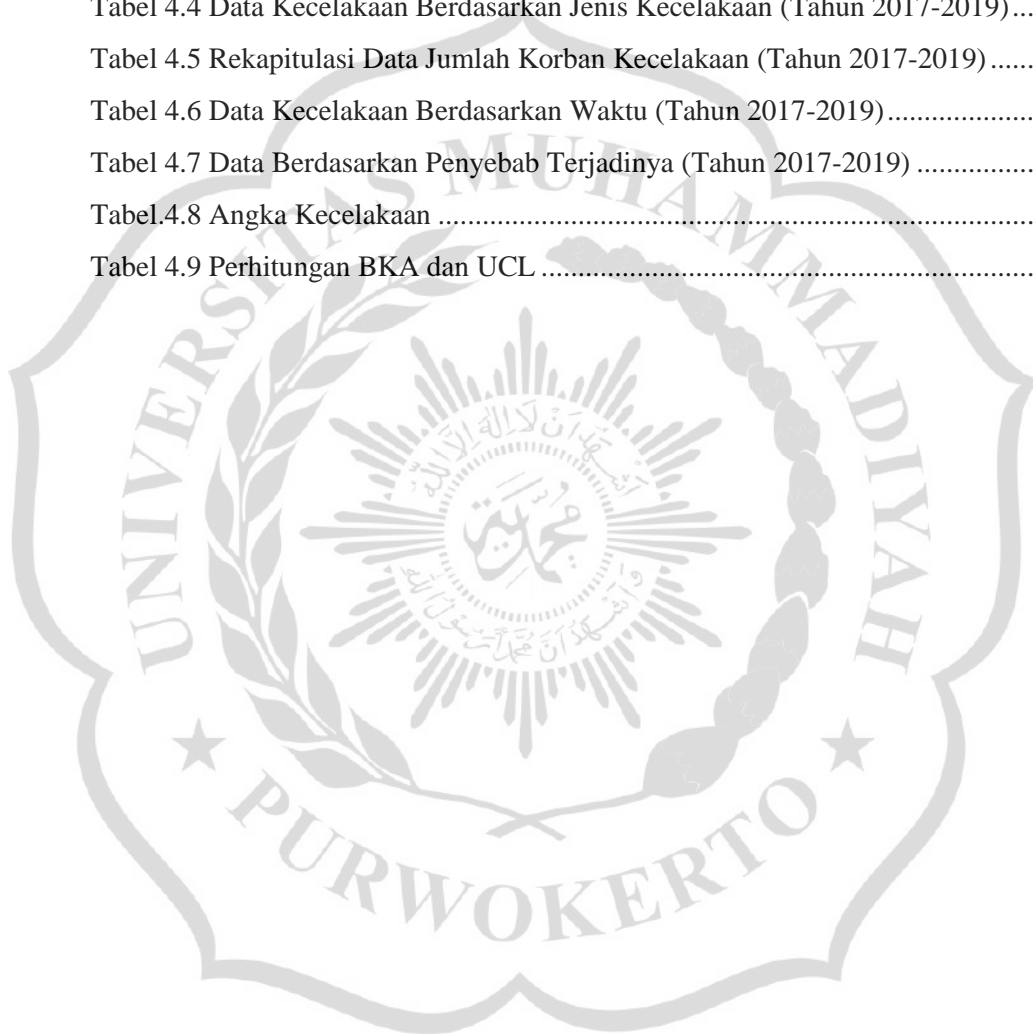 Tabel 4.4 Data Kecelakaan Berdasarkan Jenis Kecelakaan (Tahun 2017-2019)...
Tabel 4.5 Rekapitulasi Data Jumlah Korban Kecelakaan (Tahun 2017-2019)......
Tabel 4.6 Data Kecelakaan Berdasarkan Waktu (Tahun 2017-2019)...................
Tabel 4.7 Data Berdasarkan Penyebab Terjadinya (Tahun 2017-2019) ...............
Tabel.4.8 Angka Kecelakaan ..............................................................................
Tabel 4.9 Perhitungan BKA dan UCL ................................................................
UNIVERSITAS MUHAMMADIYAH
PURWOKERTO